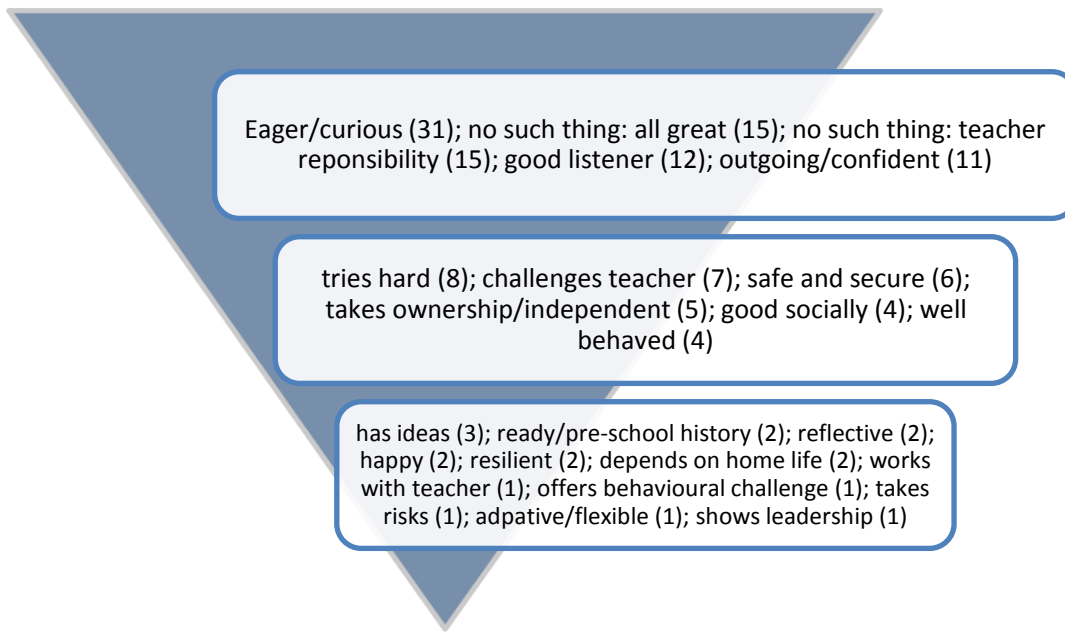 Eager/curious (31); no such thing: all great (15); no such thing: teacher
reponsibility (15); good listener (12); outgoing/confident (11)
tries hard (8); challenges teacher (7); safe and secure (6);
takes ownership/independent (5); good socially (4); well
behaved (4)
has ideas (3); ready/pre-school history (2); reflective (2);
happy (2); resilient (2); depends on home life (2); works
with teacher (1); offers behavioural challenge (1); takes
risks (1); adpative/flexible (1); shows leadership (1)